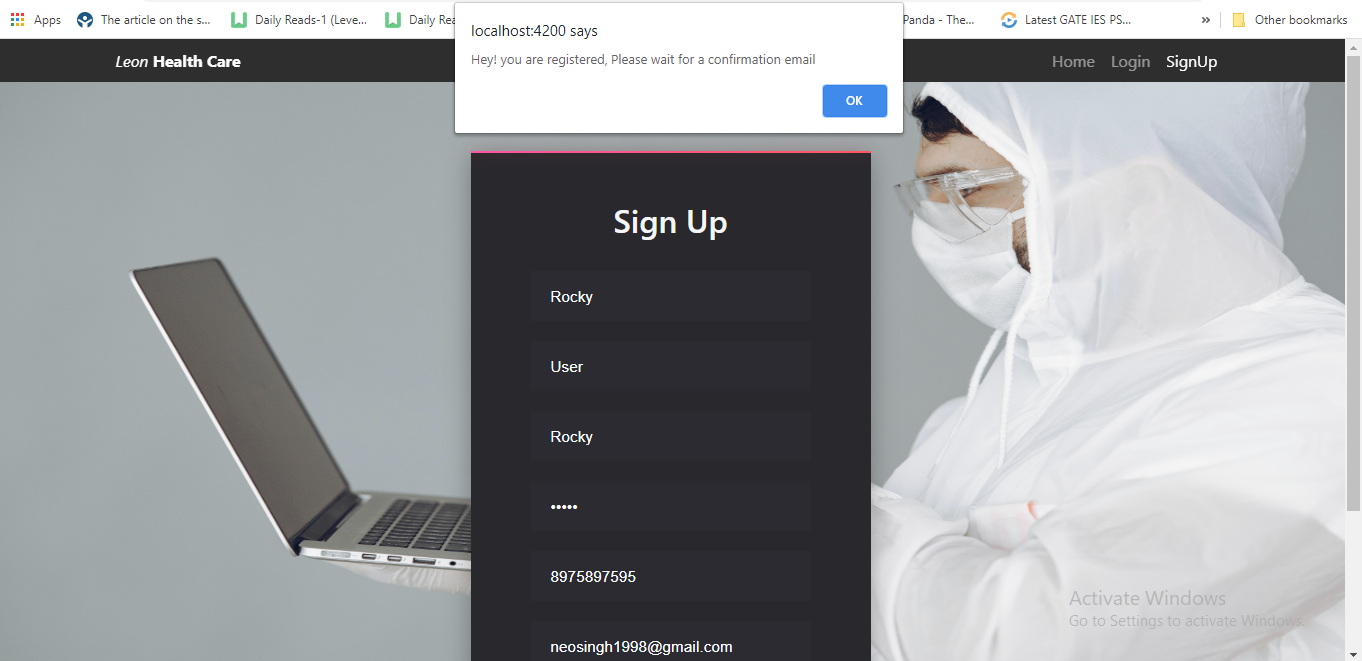 Apps The article on the s... Daily Reads-1 (Leve... Daily Rea Panda - The... Latest GATE IES PS... » Other bookmarks
localhost:4200 says
Hey! you are registered, Please wait for a confirmation email
OK
Leon Health Care Home Login SignUp
Sign Up
Rocky
User
Rocky
•••••
8975897595
neosingh1998@gmail.com
Activate Windows
Go to Settings to activate Windows.